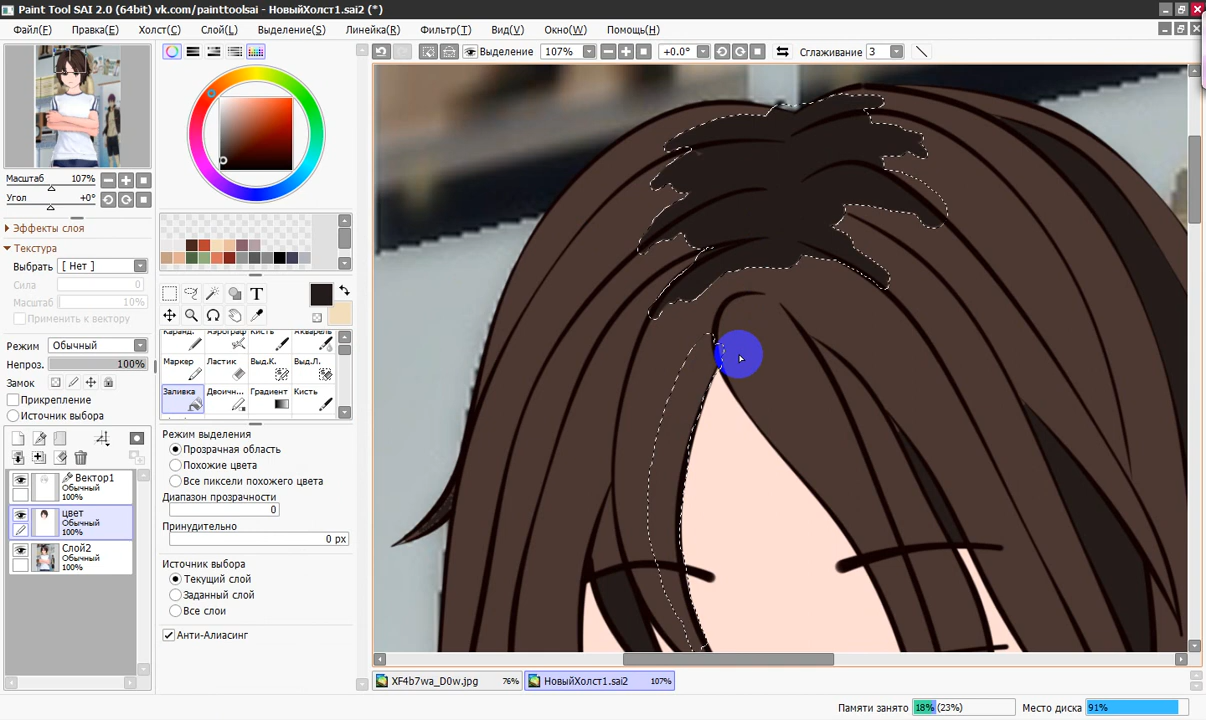 Paint Tool SAI 2.0 (64bit) vk.com/painttoolsai - НовыйХолст1.sai2 (*)
Файл(F) Правка(E) Холст(C) Слой(L) Выделение(S) Линейка(R) Фильтр(T) Вид(V) Окно(W) Помощь(H)
Выделение 107% +0.0° Сглаживание 3
Масштаб 107%
Угол +0°
Эффекты слоя
Текстура
Выбрать [ Нет ]
Сила 0
Масштаб 10%
Применить к вектору
Режим Обычный
Непроз. 100%
Замок
Прикрепление
Источник выбора
Вектор1
Обычный
100%
цвет
Обычный
100%
Слой2
Обычный
100%
T
Каранд. Аэрограф Кисть Акварель
Маркер Ластик Выд.К. Выд.Л.
Заливка Двоичн... Градиент Кисть
Режим выделения
Прозрачная область
Похожие цвета
Все пиксели похожего цвета
Диапазон прозрачности
0
Принудительно
0 px
Источник выбора
Текущий слой
Заданный слой
Все слои
Анти-Алиасинг
XF4b7wa_D0w.jpg 76% НовыйХолст1.sai2 107%
Памяти занято 18% (23%) Место диска 91%